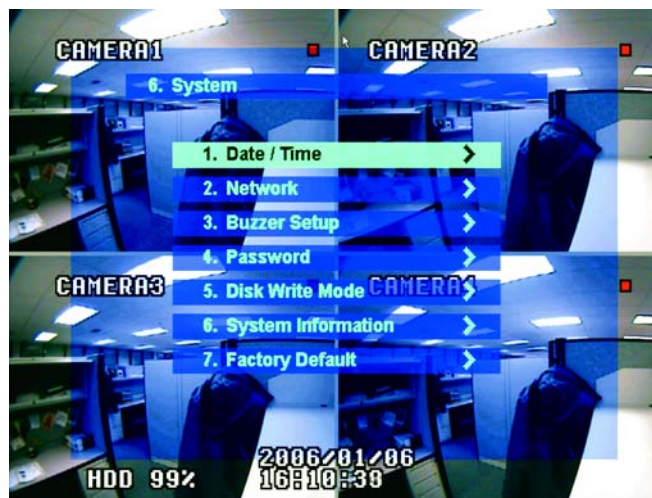 CAMERA1
CAMERA2
6. System
1. Date / Time
2. Network
3. Buzzer Setup
4. Password
CAMERA3
CAMERA4
5. Disk Write Mode
6. System Information
7. Factory Default
2006/01/06
HDD 99%
16:10:38